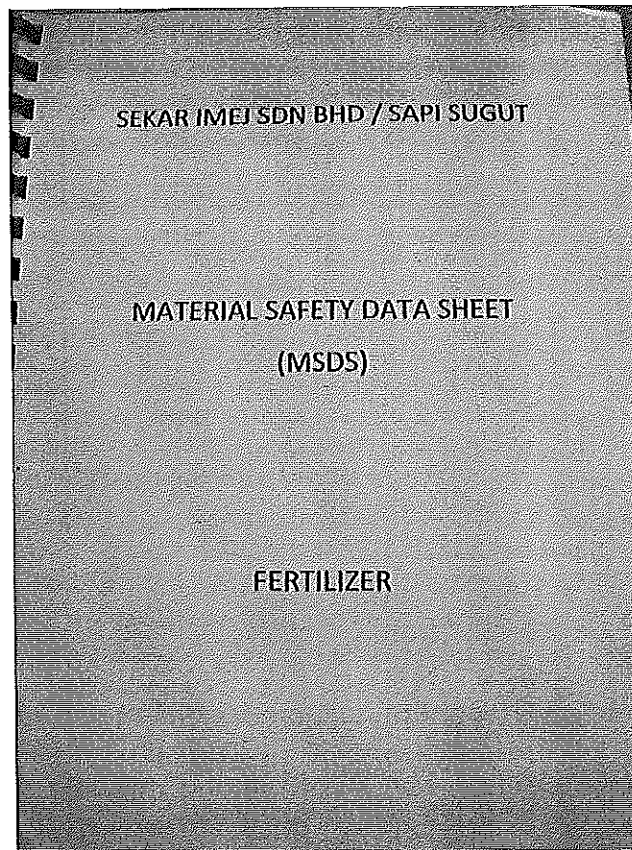 SEKAR IMEJ SDN BHD / SAPI SUGUT
MATERIAL SAFETY DATA SHEET
(MSDS)
FERTILIZER